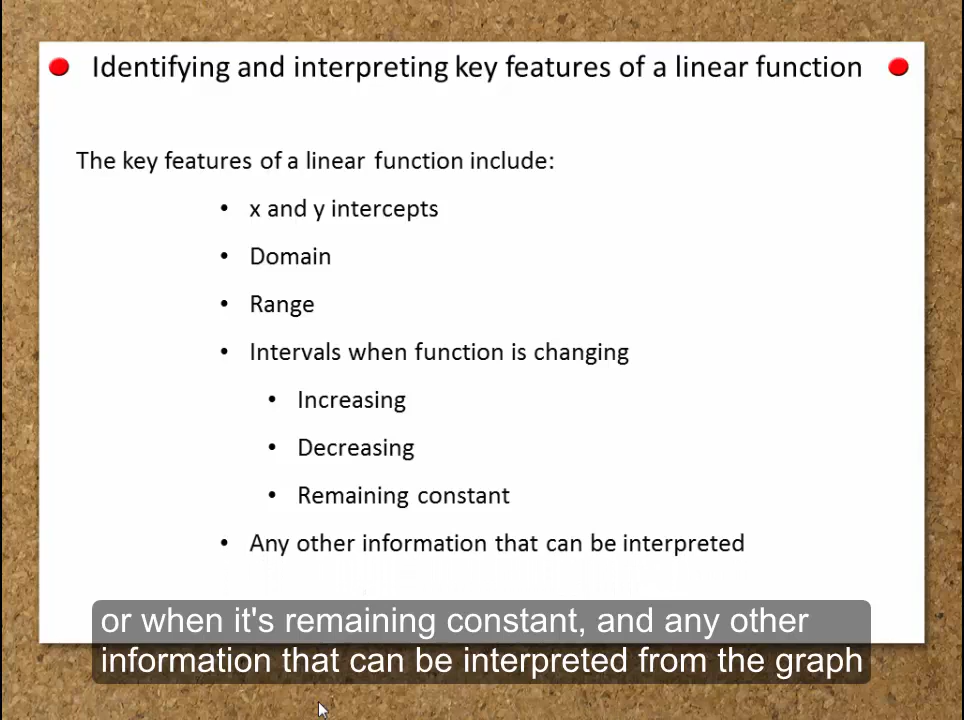 Identifying and interpreting key features of a linear function
The key features of a linear function include:
• x and y intercepts
• Domain
• Range
• Intervals when function is changing
• Increasing
• Decreasing
• Remaining constant
• Any other information that can be interpreted
or when it's remaining constant, and any other
information that can be interpreted from the graph